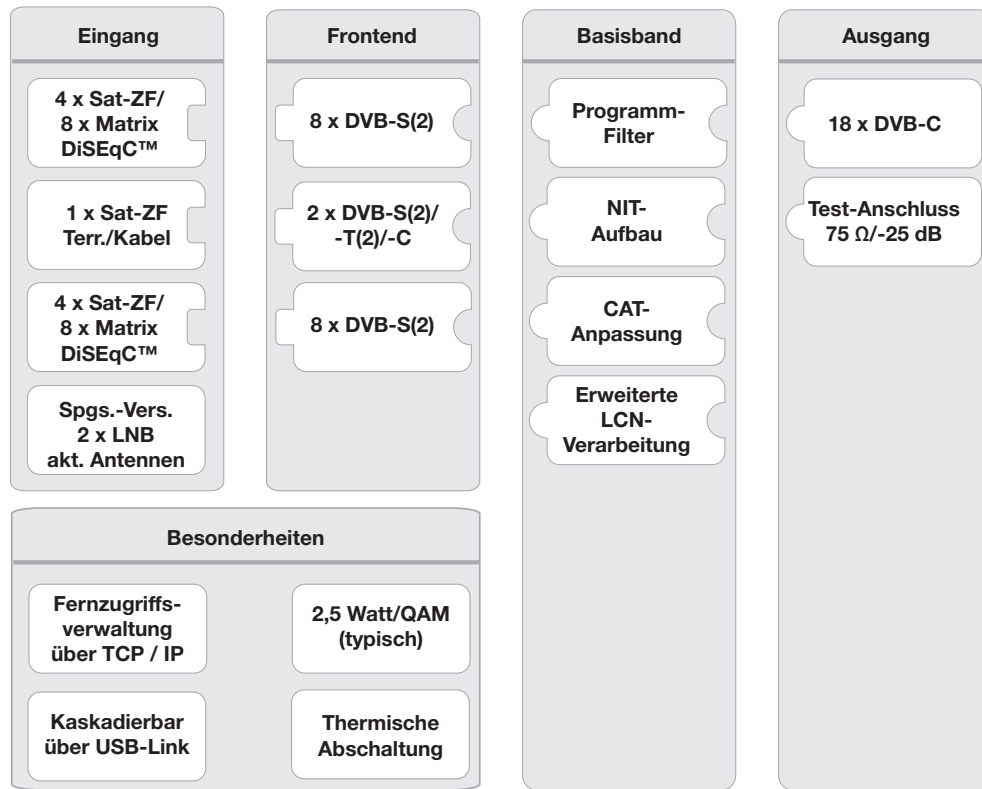 Eingang
4 x Sat-ZF/
8 x Matrix
DiSEqC™
1 x Sat-ZF
Terr./Kabel
4 x Sat-ZF/
8 x Matrix
DiSEqC™
Spgs.-Vers.
2 x LNB
akt. Antennen
Frontend
8 x DVB-S(2)
2 x DVB-S(2)/
-T(2)/-C
8 x DVB-S(2)
Basisband
Programm-
Filter
NIT-
Aufbau
CAT-
Anpassung
Erweiterte
LCN-
Verarbeitung
Ausgang
18 x DVB-C
Test-Anschluss
75 Ω/-25 dB
Besonderheiten
Fernzugriffs-
verwaltung
über TCP / IP
2,5 Watt/QAM
(typisch)
Kaskadierbar
über USB-Link
Thermische
Abschaltung